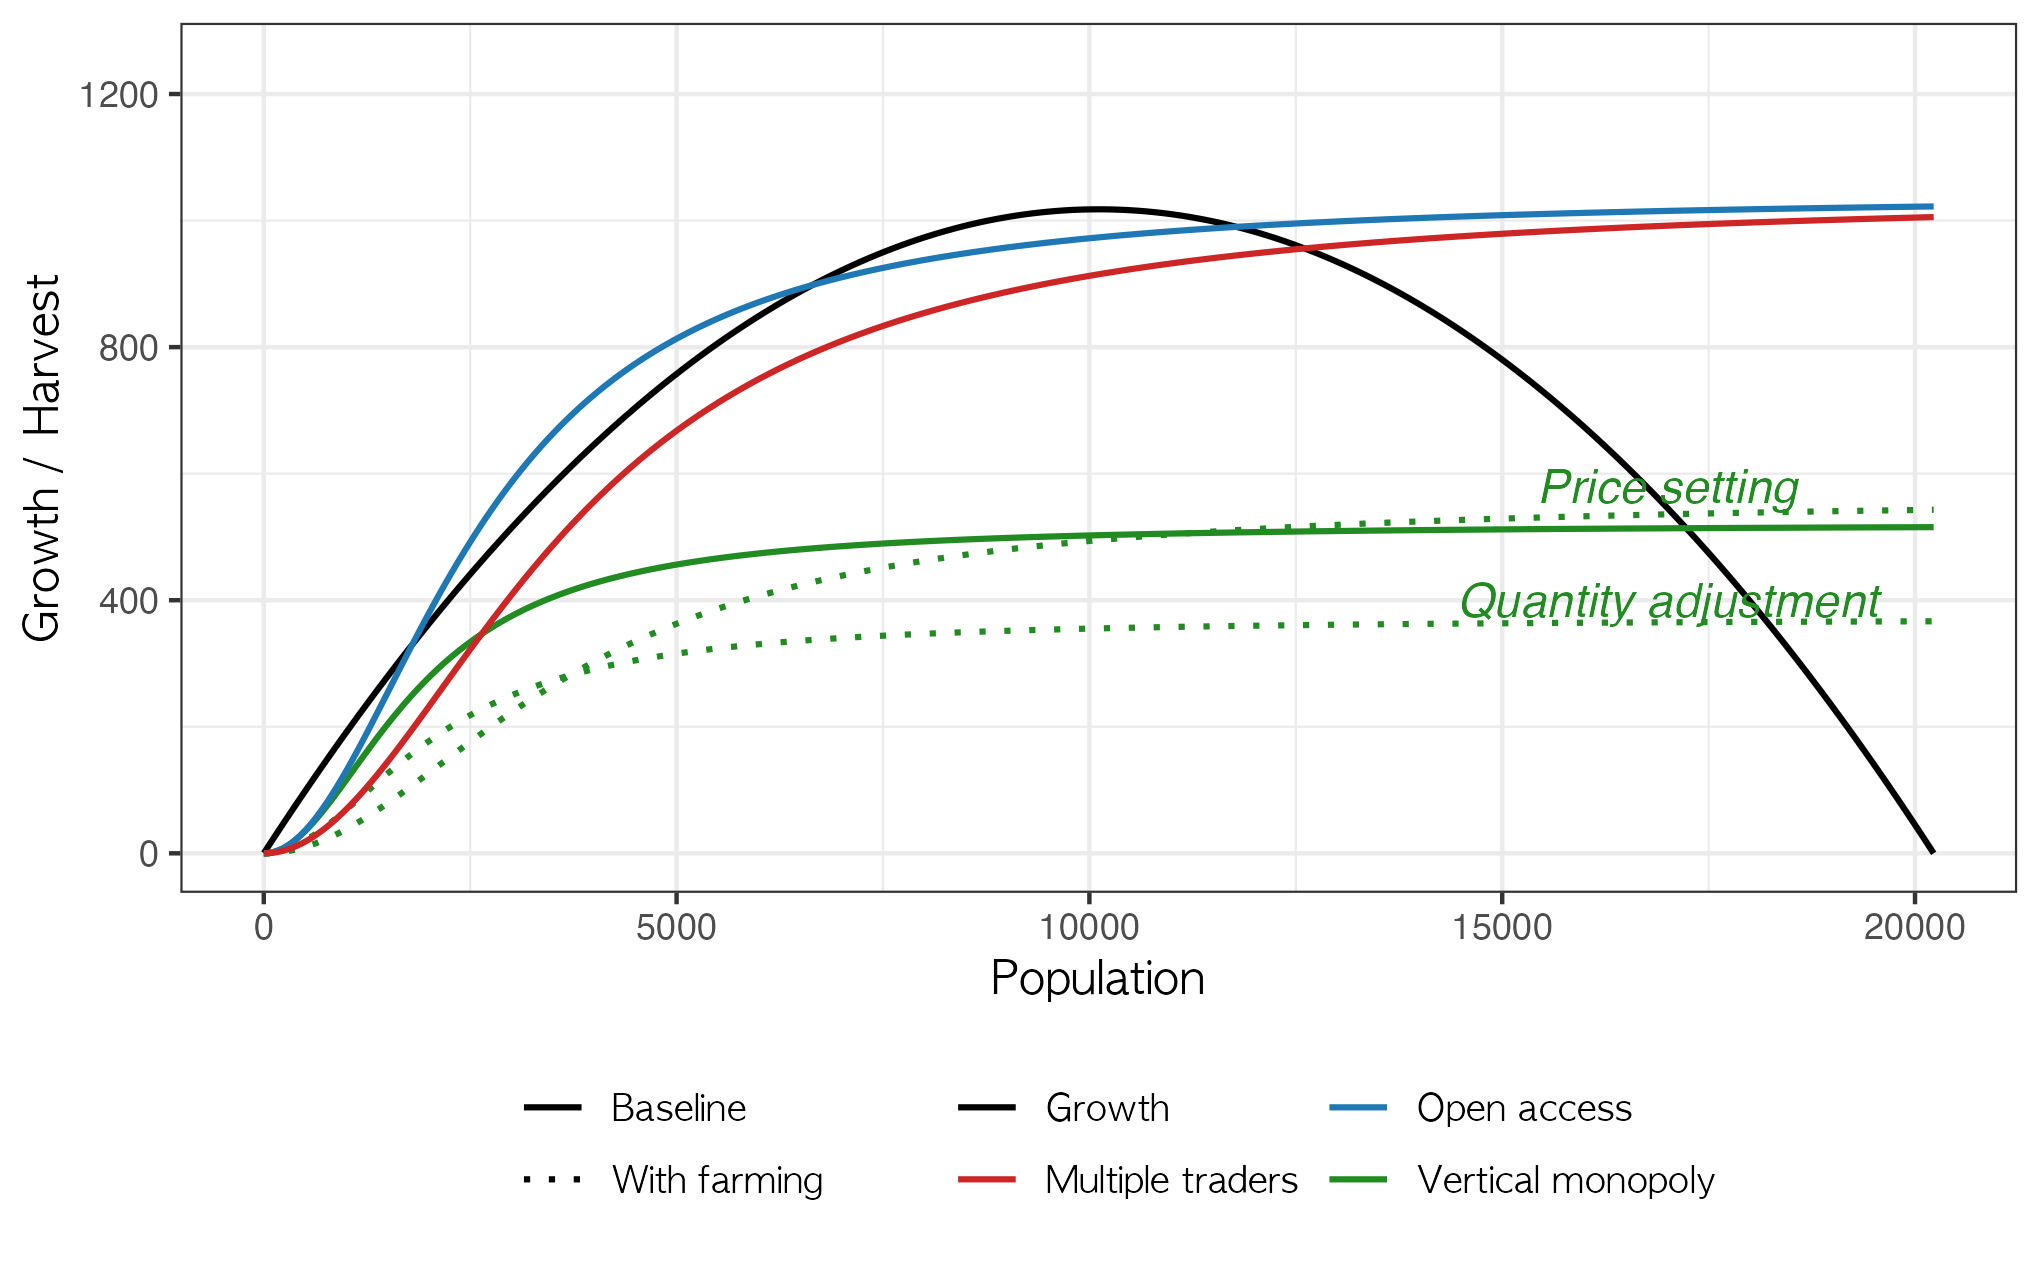 1200
800
400
0
Growth / Harvest
Price setting
Quantity adjustment
0 5000 10000 15000 20000
Population
Baseline Growth Open access
With farming Multiple traders Vertical monopoly